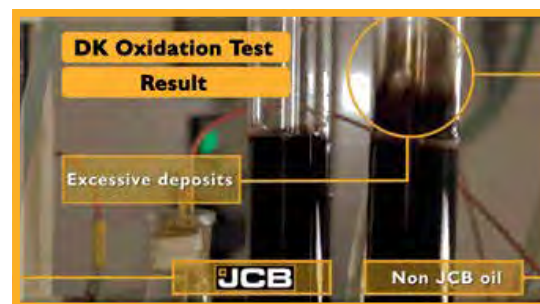 DK Oxidation Test
Result
Excessive deposits
JCB
Non JCB oil